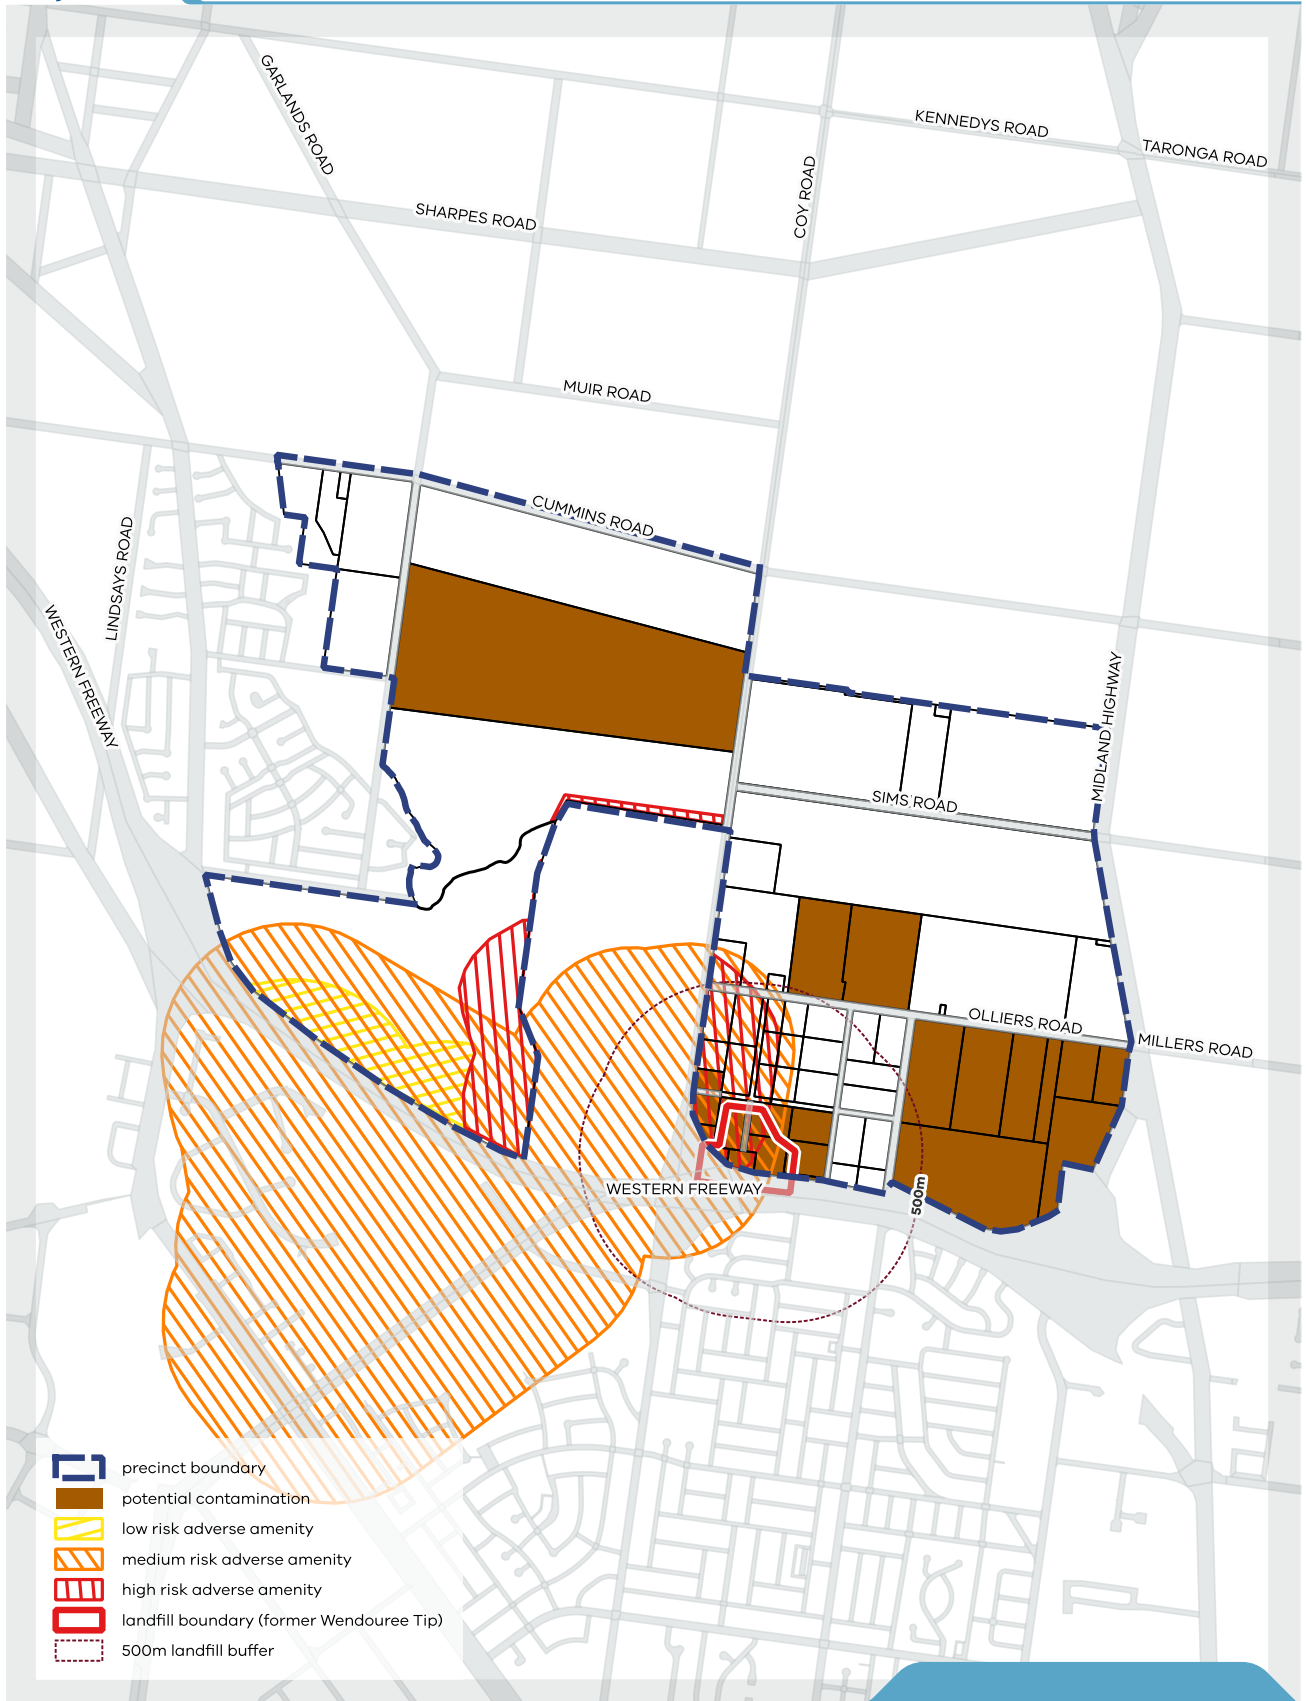 GARLANDS ROAD
KENNEDYS ROAD
TARONGA ROAD
COY ROAD
SHARPES ROAD
MUIR ROAD
CUMMINS ROAD
LINDSAYS ROAD
WESTERN FREEWAY
MIDLAND HIGHWAY
SIMS ROAD
OLLIERS ROAD
MILLERS ROAD
WESTERN FREEWAY
500m
precinct boundary
potential contamination
low risk adverse amenity
medium risk adverse amenity
high risk adverse amenity
landfill boundary (former Wendouree Tip)
500m landfill buffer